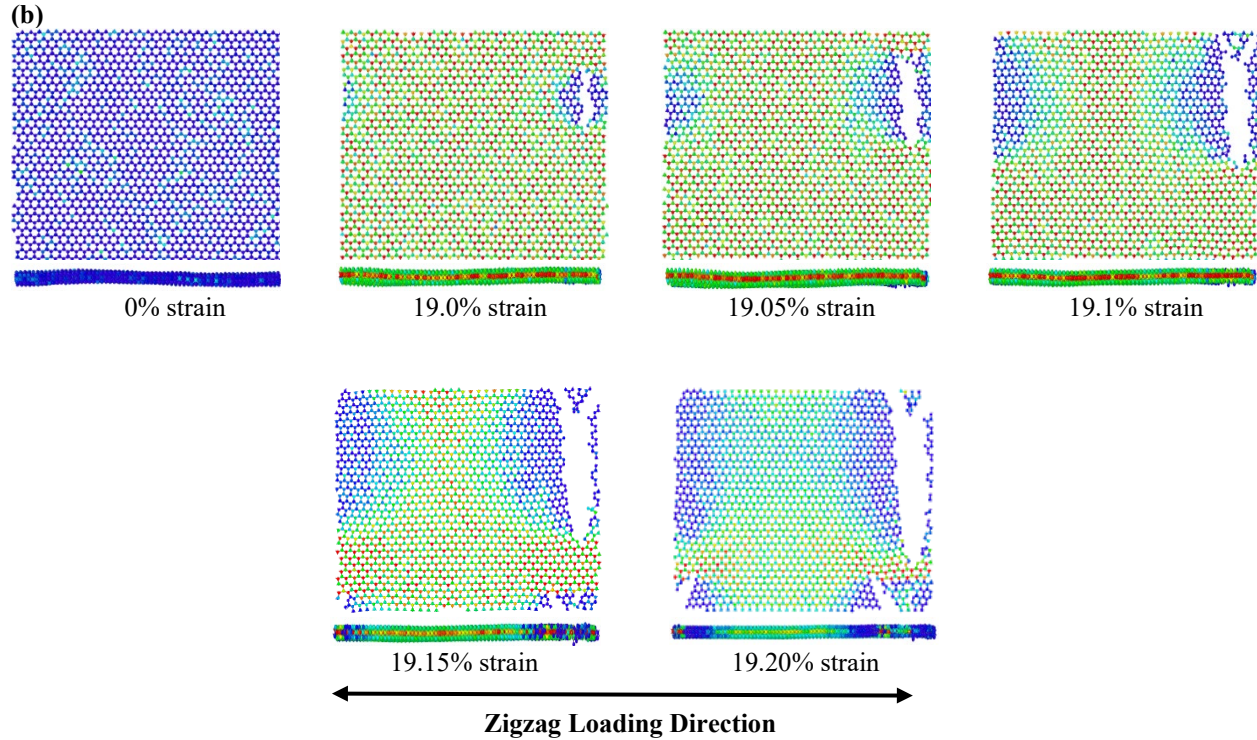 (b)
0% strain
19.0% strain
19.05% strain
19.1% strain
19.15% strain
19.20% strain
Zigzag Loading Direction